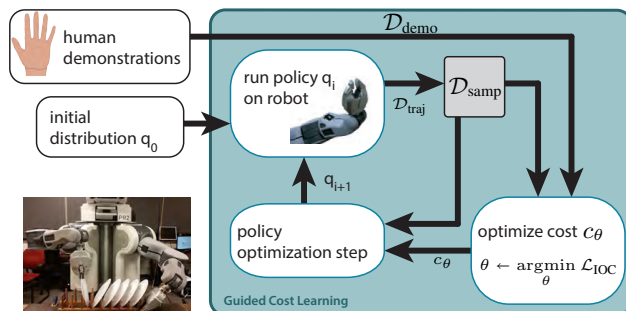 human
demonstrations
𝒟demo
run policy qi
on robot
𝒟traj
𝒟samp
initial
distribution q0
qi+1
policy
optimization step
cθ
optimize cost cθ
θ ← argmin ℒIOC
θ
PR2
Guided Cost Learning